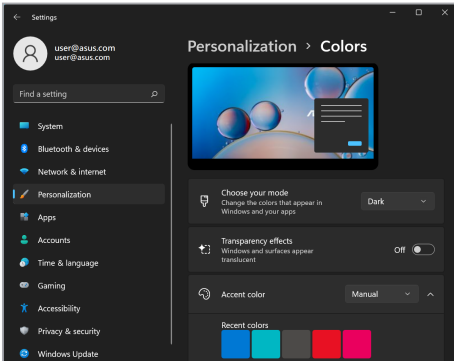 Settings
user@asus.com
user@asus.com
Find a setting
System
Bluetooth & devices
Network & internet
Personalization
Apps
Accounts
Time & language
Gaming
Accessibility
Privacy & security
Windows Update
Personalization > Colors
Choose your mode
Change the colors that appear in
Windows and your apps
Dark
Transparency effects
Windows and surfaces appear
translucent
Off
Accent color
Manual
Recent colors